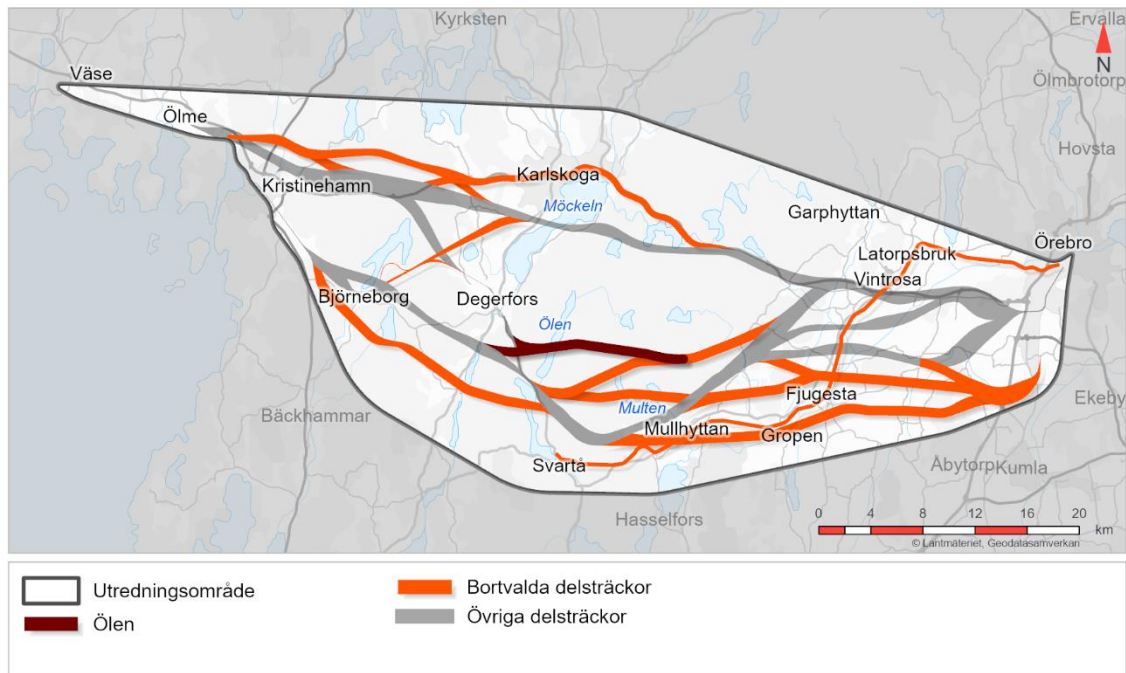 Kyrksten
Ervalla
N
Väse
Ölmbrotorp
Ölme
Hovsta
Karlskoga
Kristinehamn
Möckeln
Garphyttan
Örebro
Latorpsbruk
Vintrosa
Björneborg
Degerfors
Ölen
Fjugesta
Ekeby
Bäckhammar
Multen
Mullhyttan
Gropen
Svartå
Åbytorp
Kumla
Hasselfors
0 4 8 12 16 20
km
© Lantmäteriet, Geodatasamverkan
Utredningsområde
Bortvalda delsträckor
Ölen
Övriga delsträckor